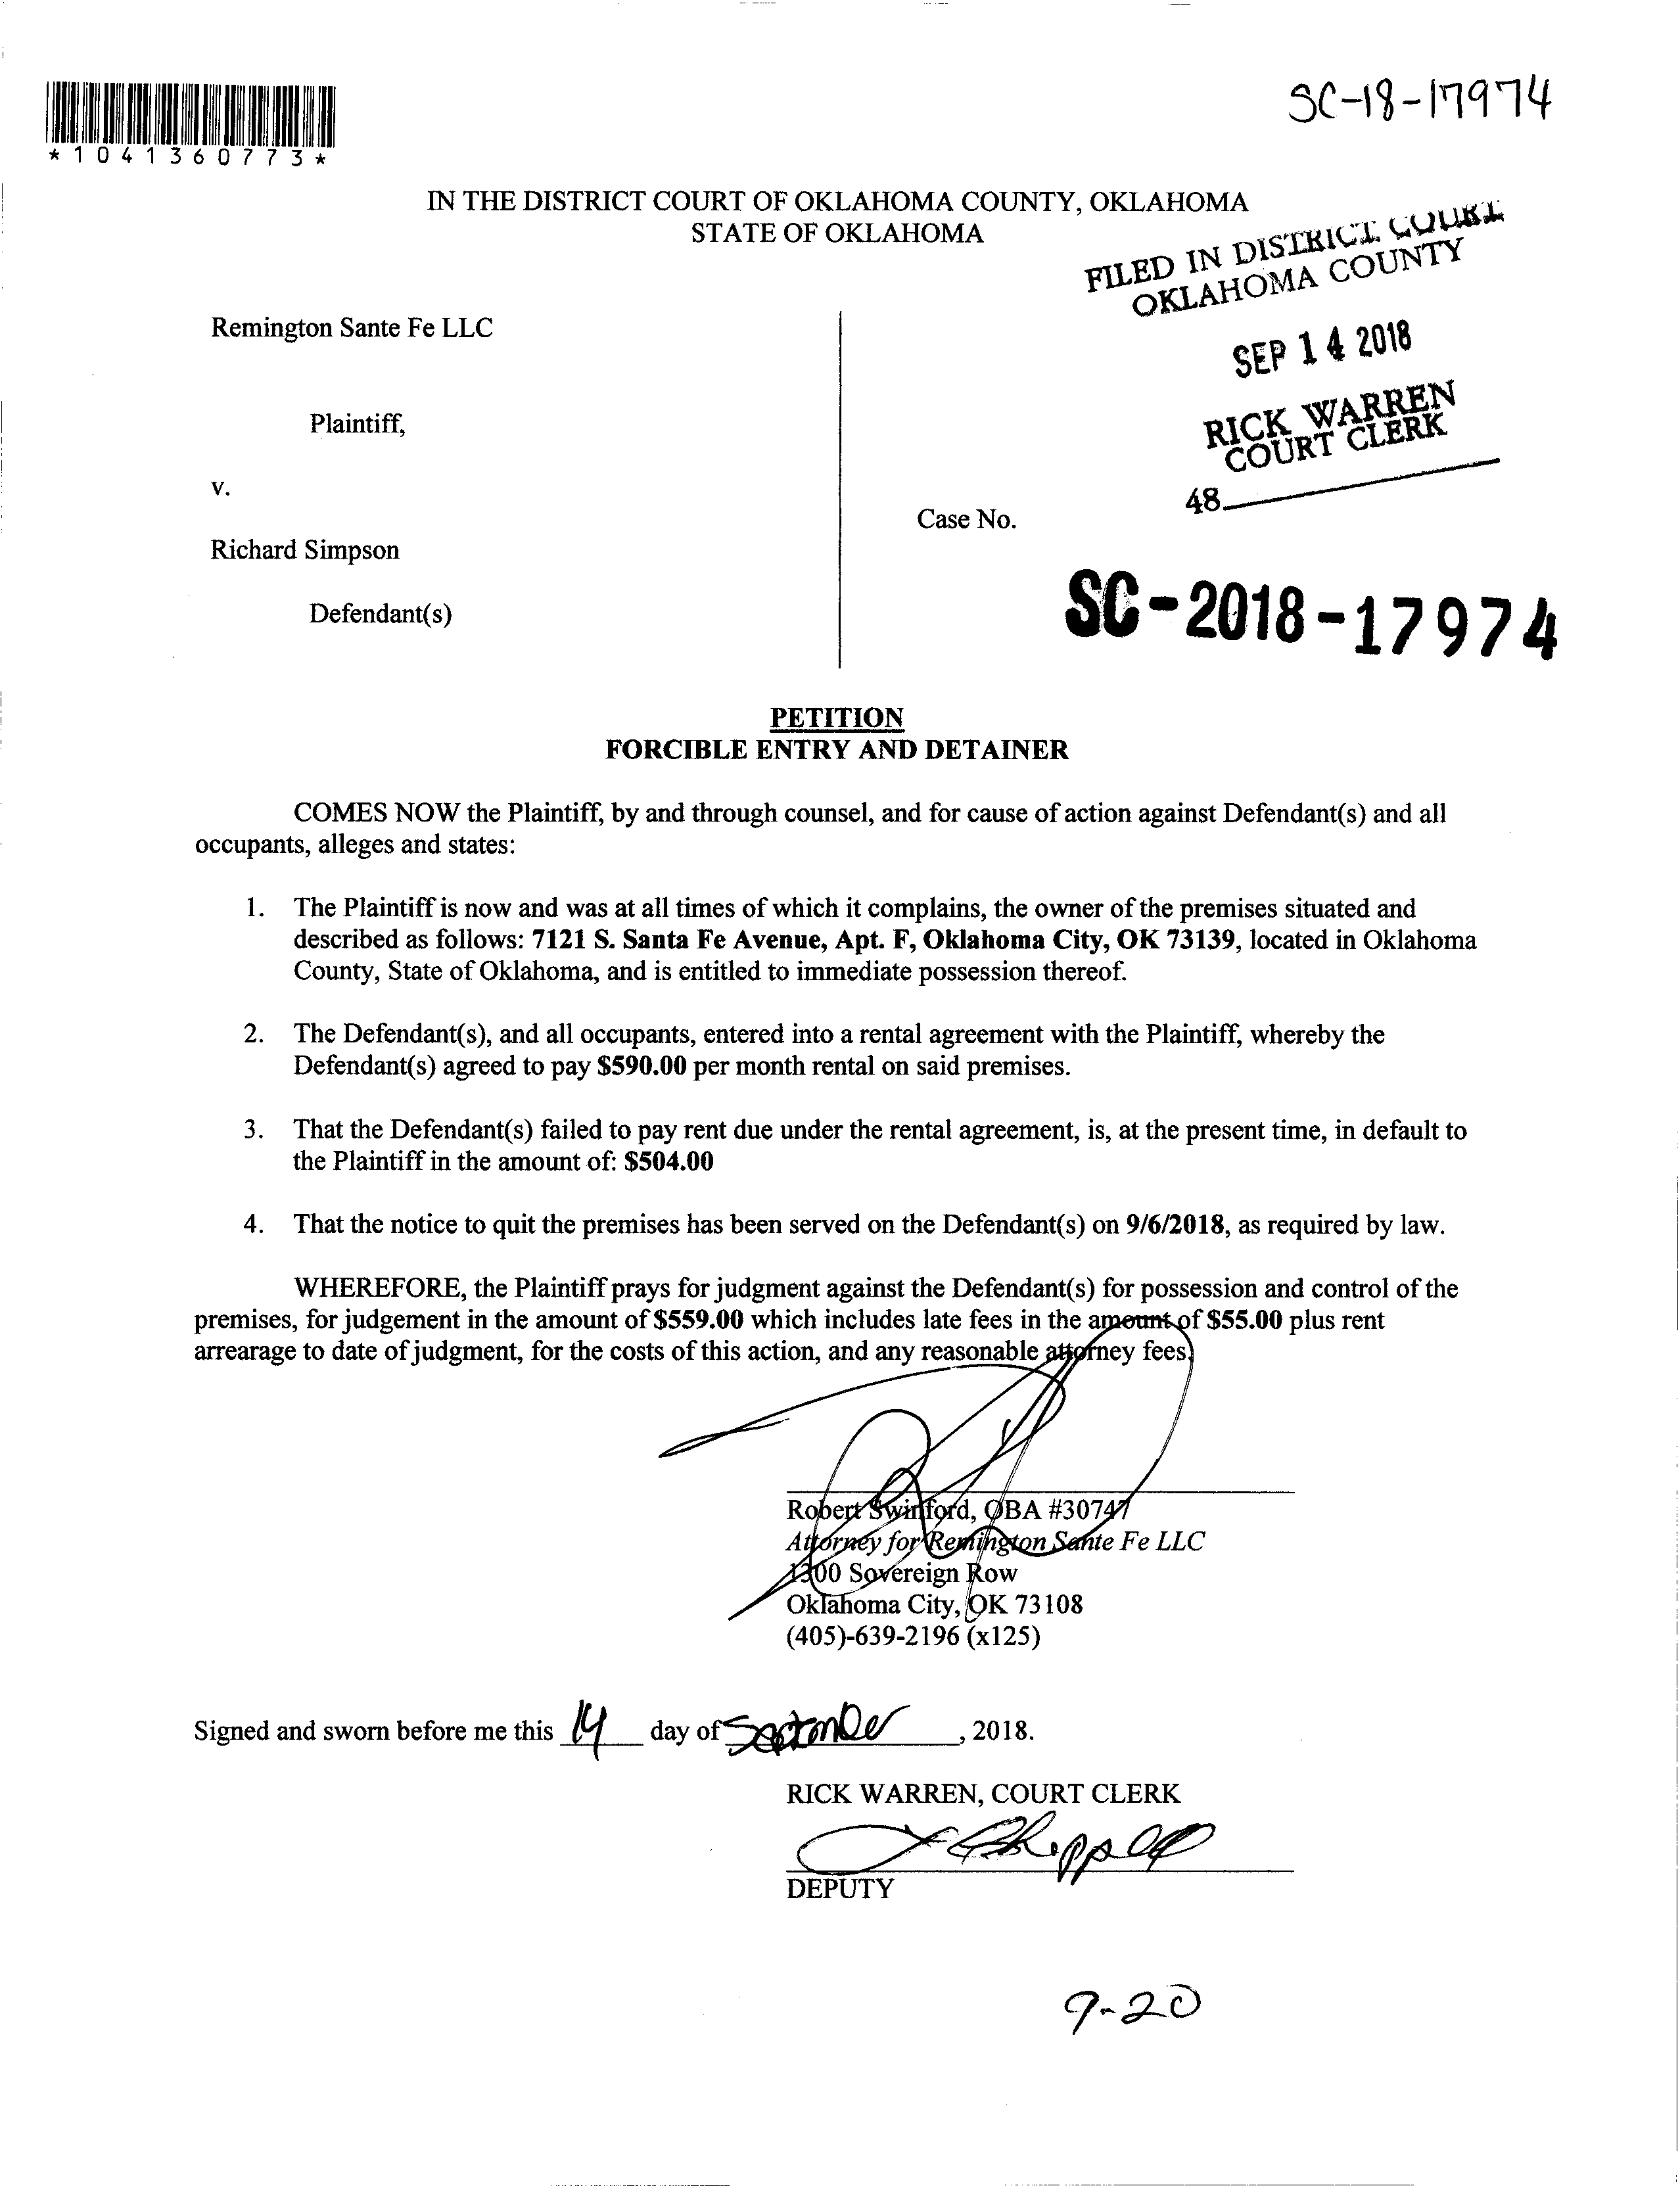 SC-18-17974
*1041360773*
IN THE DISTRICT COURT OF OKLAHOMA COUNTY, OKLAHOMA
STATE OF OKLAHOMA
FILED IN DISTRICT COURT
OKLAHOMA COUNTY
SEP 14 2018
RICK WARREN
COURT CLERK
48
Remington Sante Fe LLC
Plaintiff,
v.
Richard Simpson
Defendant(s)
Case No.
SC-2018-17974
PETITION
FORCIBLE ENTRY AND DETAINER
COMES NOW the Plaintiff, by and through counsel, and for cause of action against Defendant(s) and all
occupants, alleges and states:
1. The Plaintiff is now and was at all times of which it complains, the owner of the premises situated and
described as follows: 7121 S. Santa Fe Avenue, Apt. F, Oklahoma City, OK 73139, located in Oklahoma
County, State of Oklahoma, and is entitled to immediate possession thereof.
2. The Defendant(s), and all occupants, entered into a rental agreement with the Plaintiff, whereby the
Defendant(s) agreed to pay $590.00 per month rental on said premises.
3. That the Defendant(s) failed to pay rent due under the rental agreement, is, at the present time, in default to
the Plaintiff in the amount of: $504.00
4. That the notice to quit the premises has been served on the Defendant(s) on 9/6/2018, as required by law.
WHEREFORE, the Plaintiff prays for judgment against the Defendant(s) for possession and control of the
premises, for judgement in the amount of $559.00 which includes late fees in the amount of $55.00 plus rent
arrearage to date of judgment, for the costs of this action, and any reasonable attorney fees.
Robert Swinford, OBA #30747
Attorney for Remington Sante Fe LLC
1300 Sovereign Row
Oklahoma City, OK 73108
(405)-639-2196 (x125)
Signed and sworn before me this 14 day of September, 2018.
RICK WARREN, COURT CLERK
DEPUTY
9-20